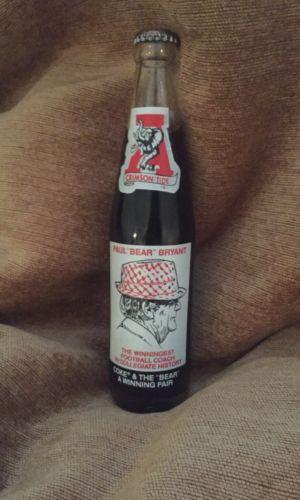 A
CRIMSON TIDE
PAUL "BEAR" BRYANT
THE WINNINGEST
FOOTBALL COACH
IN COLLEGIATE HISTORY
COKE® & THE "BEAR"
A WINNING PAIR